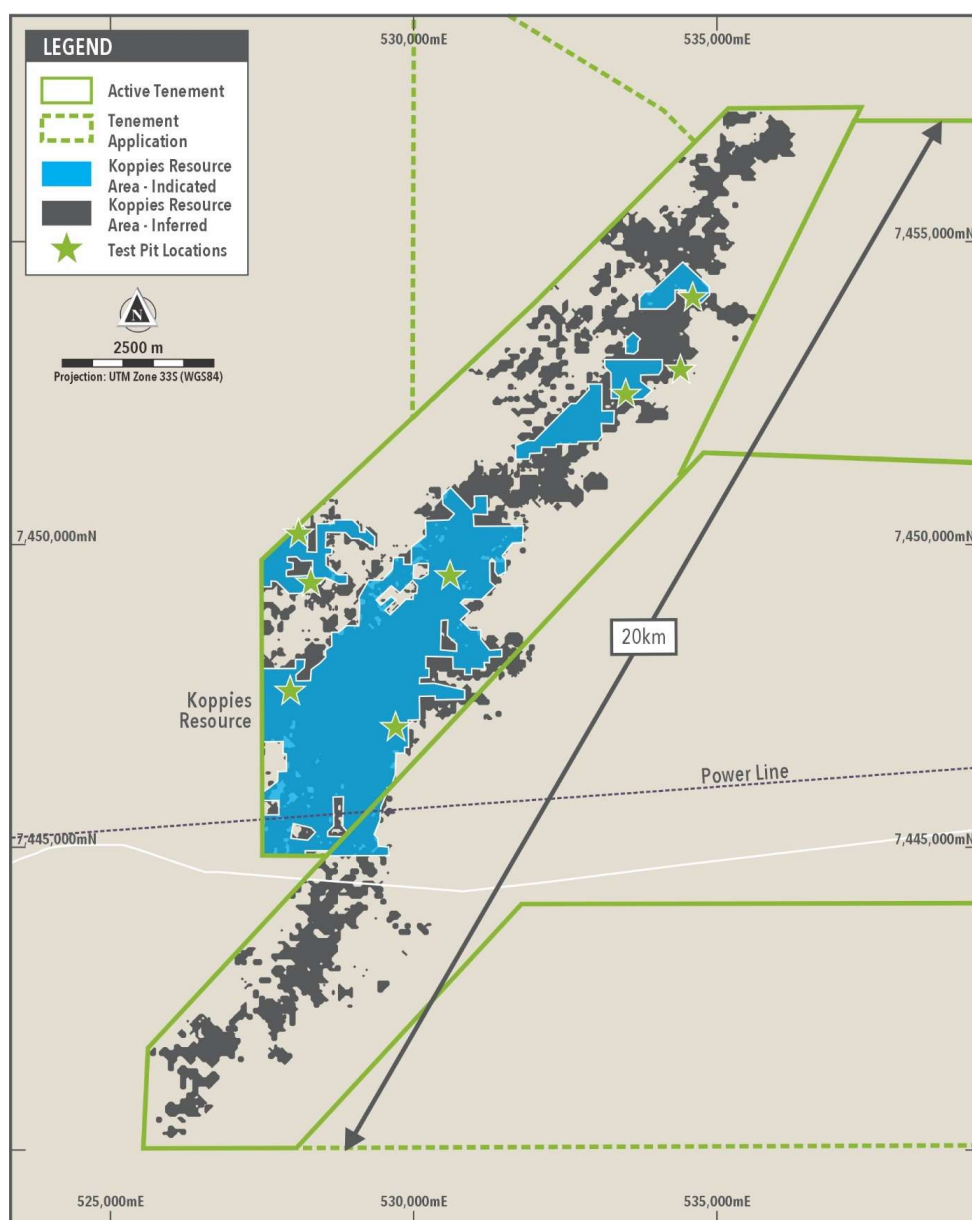 530,000mE
535,000mE
LEGEND
Active Tenement
Tenement
Application
Koppies Resource
Area - Indicated
Koppies Resource
Area - Inferred
Test Pit Locations
N
2500 m
Projection: UTM Zone 33S (WGS84)
7,455,000mN
7,450,000mN
7,450,000mN
20km
Koppies
Resource
Power Line
7,445,000mN
7,445,000mN
525,000mE
530,000mE
535,000mE